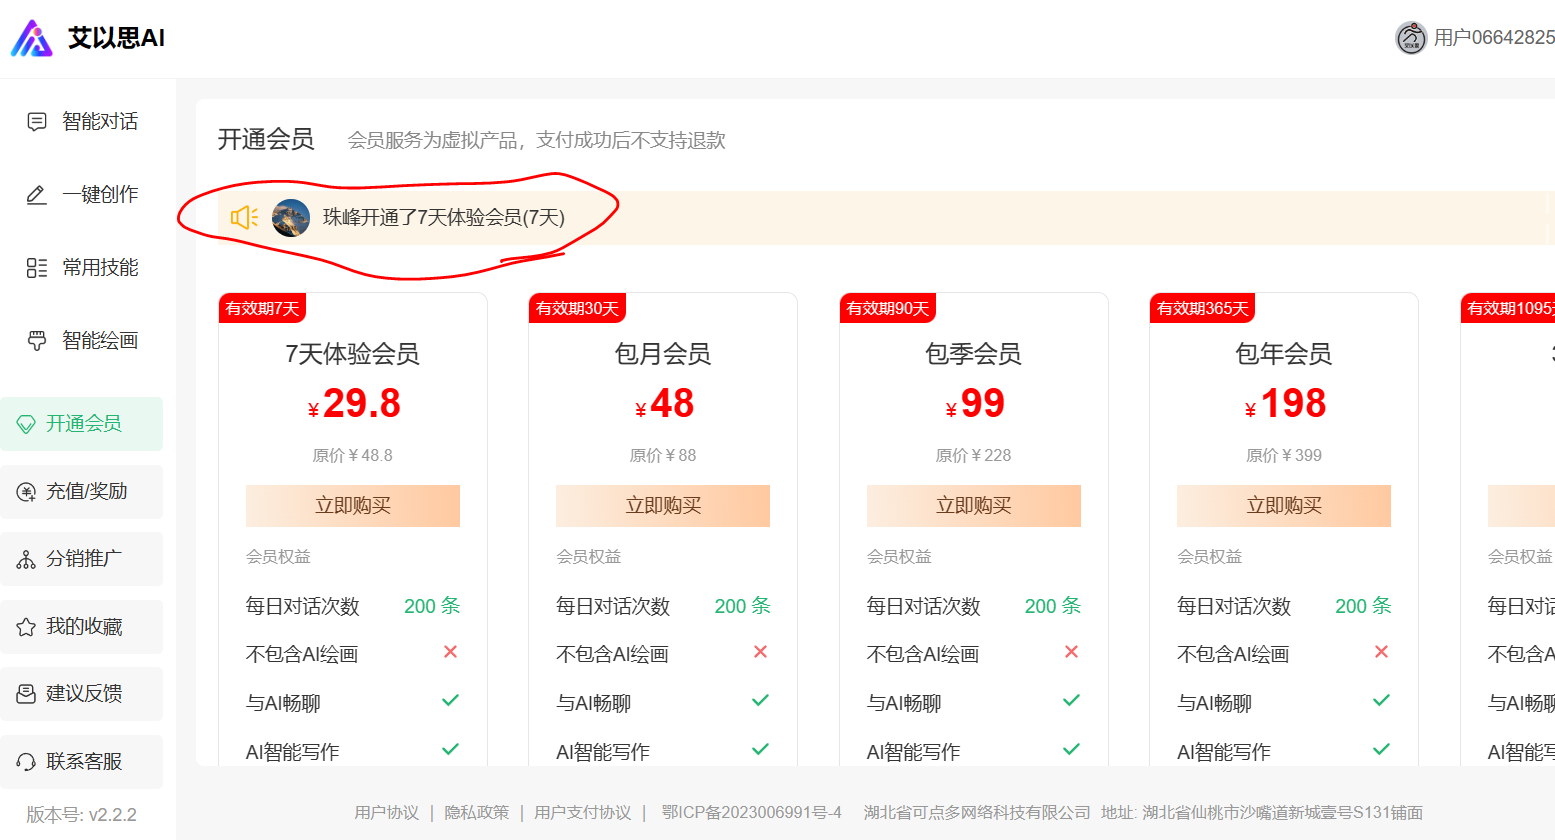 艾以思AI
用户06642825
智能对话
一键创作
常用技能
智能绘画
开通会员
充值/奖励
分销推广
我的收藏
建议反馈
联系客服
版本号: v2.2.2
开通会员 会员服务为虚拟产品，支付成功后不支持退款
珠峰开通了7天体验会员(7天)
有效期7天
7天体验会员
¥29.8
原价￥48.8
立即购买
会员权益
每日对话次数 200 条
不包含AI绘画
与AI畅聊
AI智能写作
有效期30天
包月会员
¥48
原价￥88
立即购买
会员权益
每日对话次数 200 条
不包含AI绘画
与AI畅聊
AI智能写作
有效期90天
包季会员
¥99
原价￥228
立即购买
会员权益
每日对话次数 200 条
不包含AI绘画
与AI畅聊
AI智能写作
有效期365天
包年会员
¥198
原价￥399
立即购买
会员权益
每日对话次数 200 条
不包含AI绘画
与AI畅聊
AI智能写作
有效期1095天
会员权益
每日对话
不包含A
与AI畅聊
AI智能写
用户协议 | 隐私政策 | 用户支付协议 | 鄂ICP备2023006991号-4 湖北省可点多网络科技有限公司 地址: 湖北省仙桃市沙嘴道新城壹号S131铺面